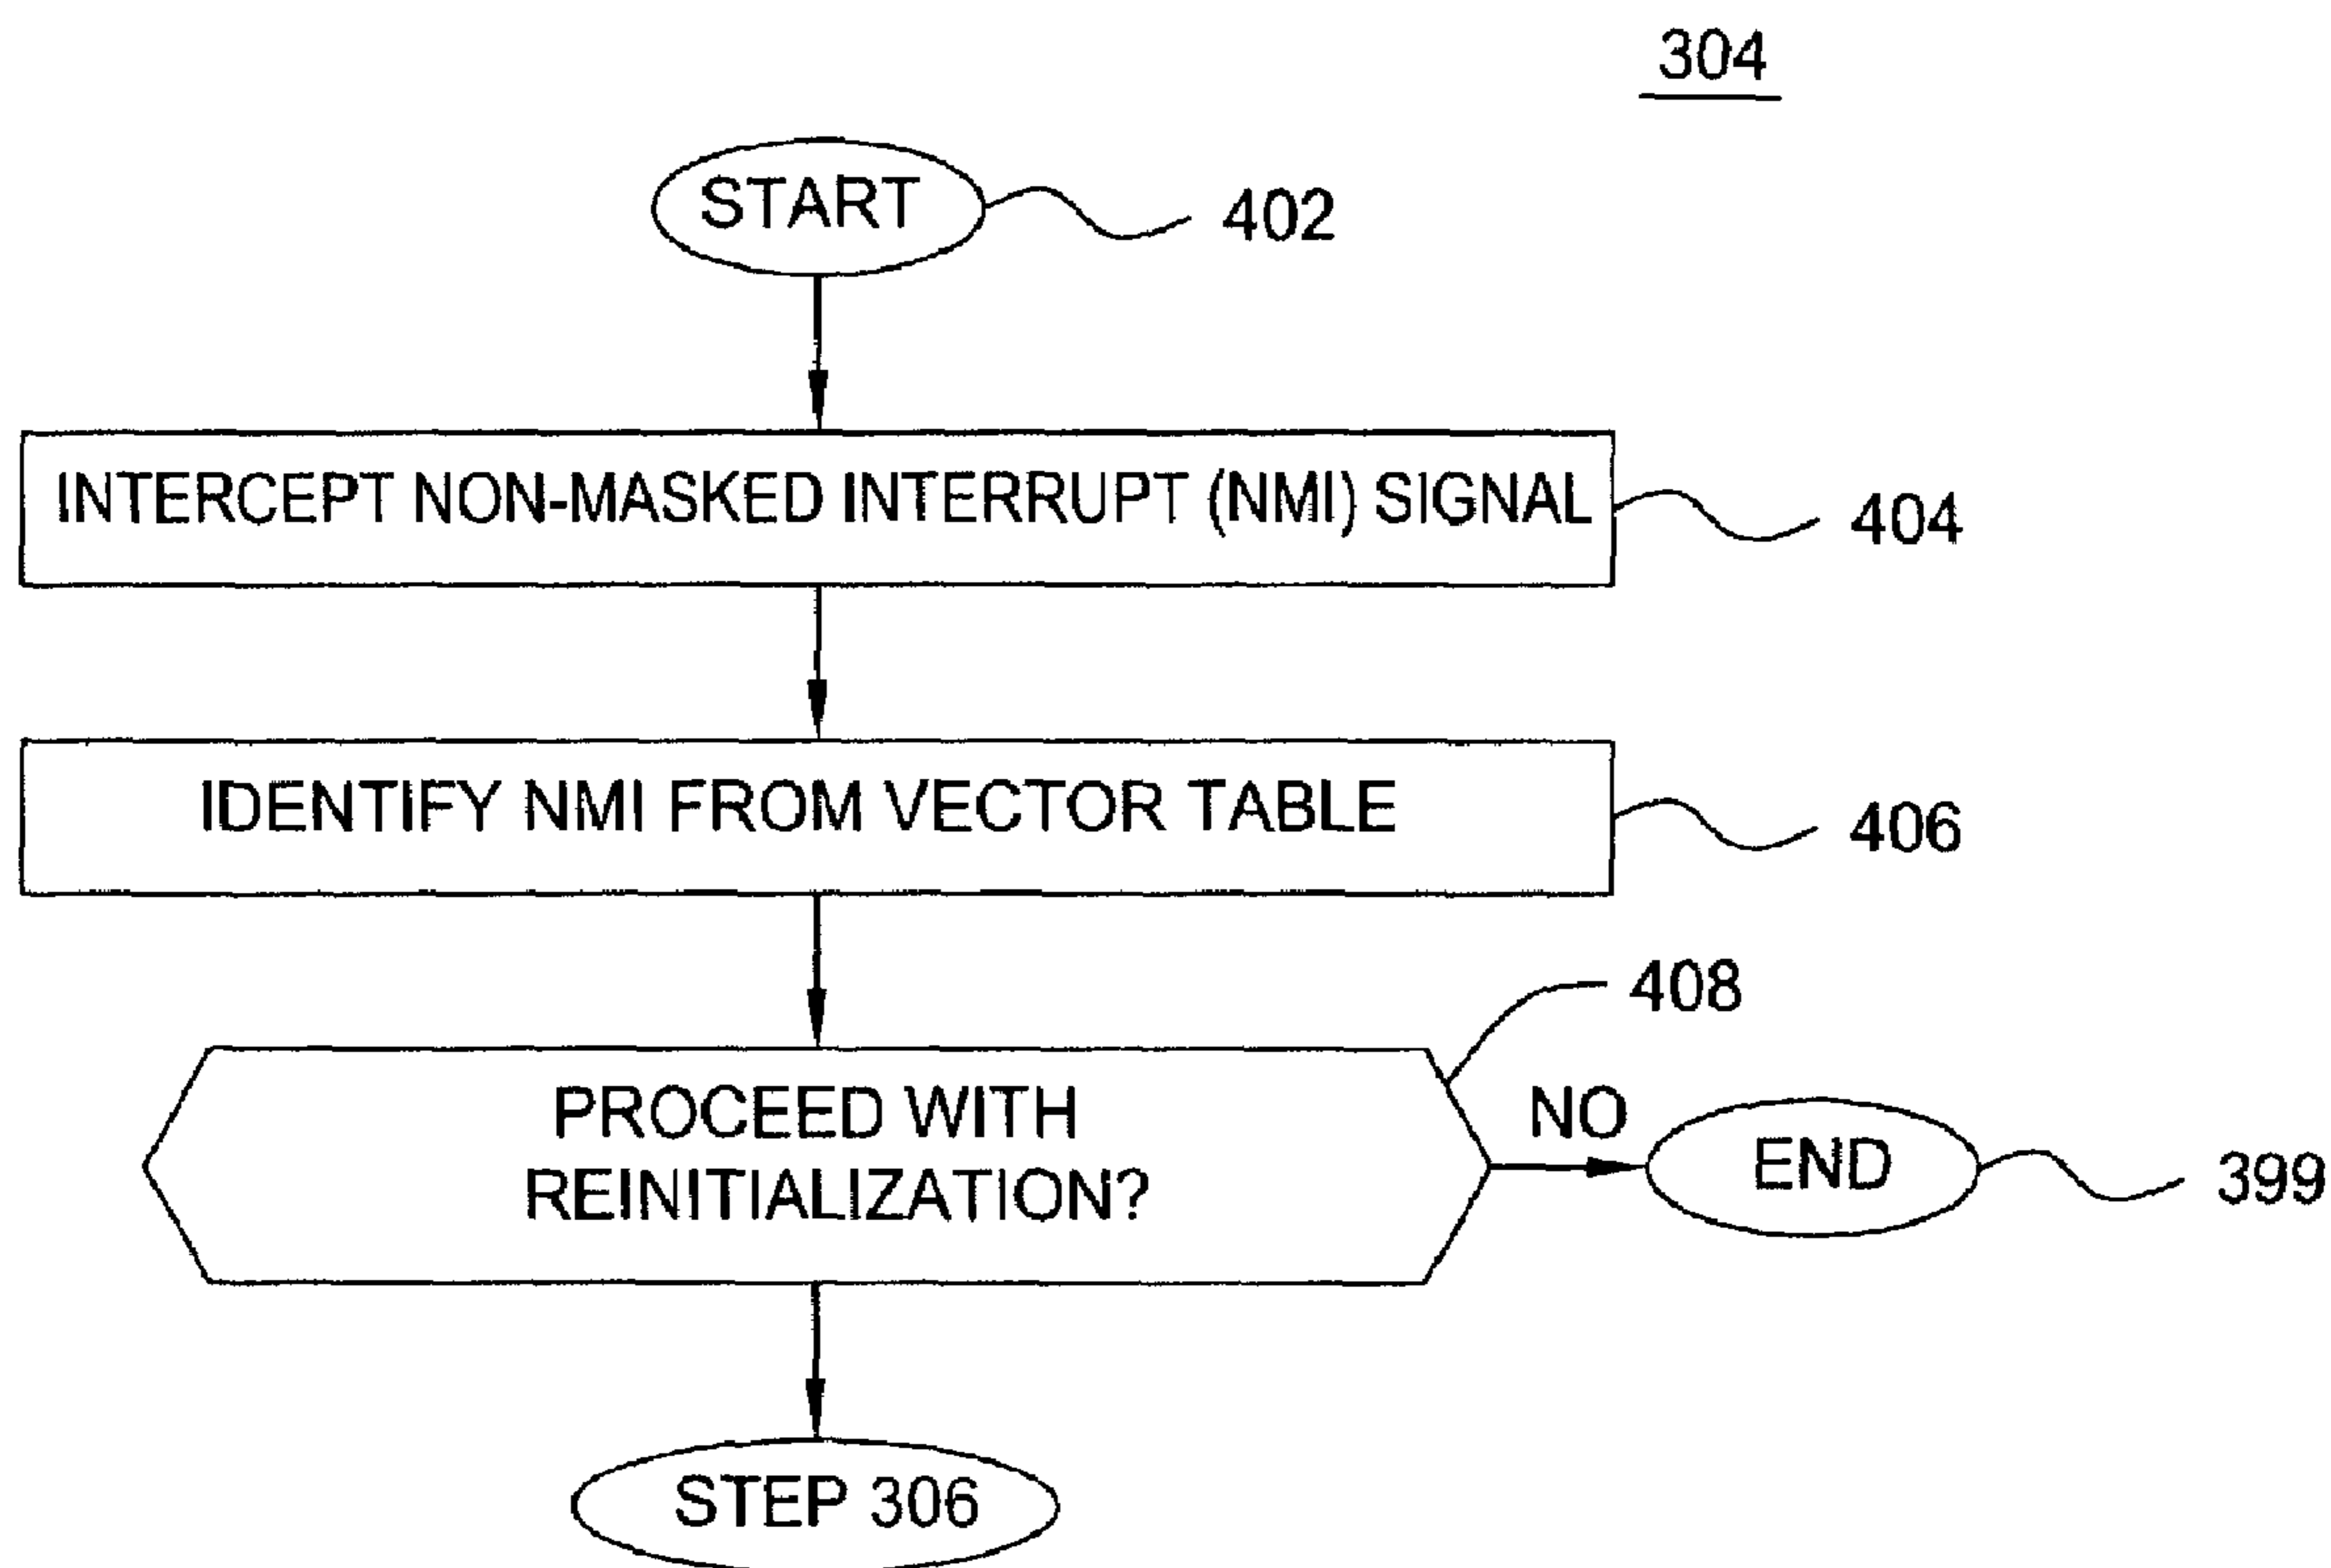 304
START
402
INTERCEPT NON-MASKED INTERRUPT (NMI) SIGNAL
404
IDENTIFY NMI FROM VECTOR TABLE
406
408
PROCEED WITH
REINITIALIZATION?
NO
END
399
STEP 306